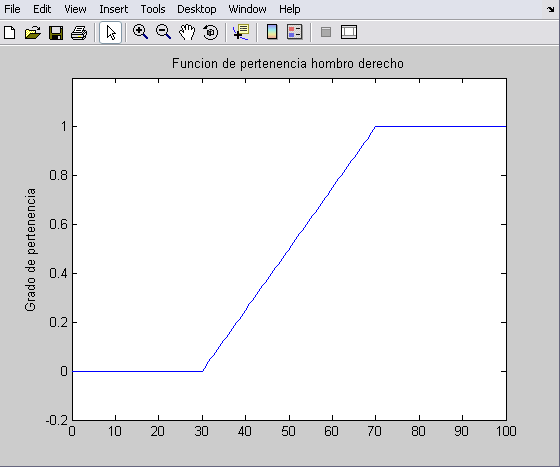 File Edit View Insert Tools Desktop Window Help
Funcion de pertenencia hombro derecho
Grado de pertenencia
1
0.8
0.6
0.4
0.2
0
-0.2
0 10 20 30 40 50 60 70 80 90 100